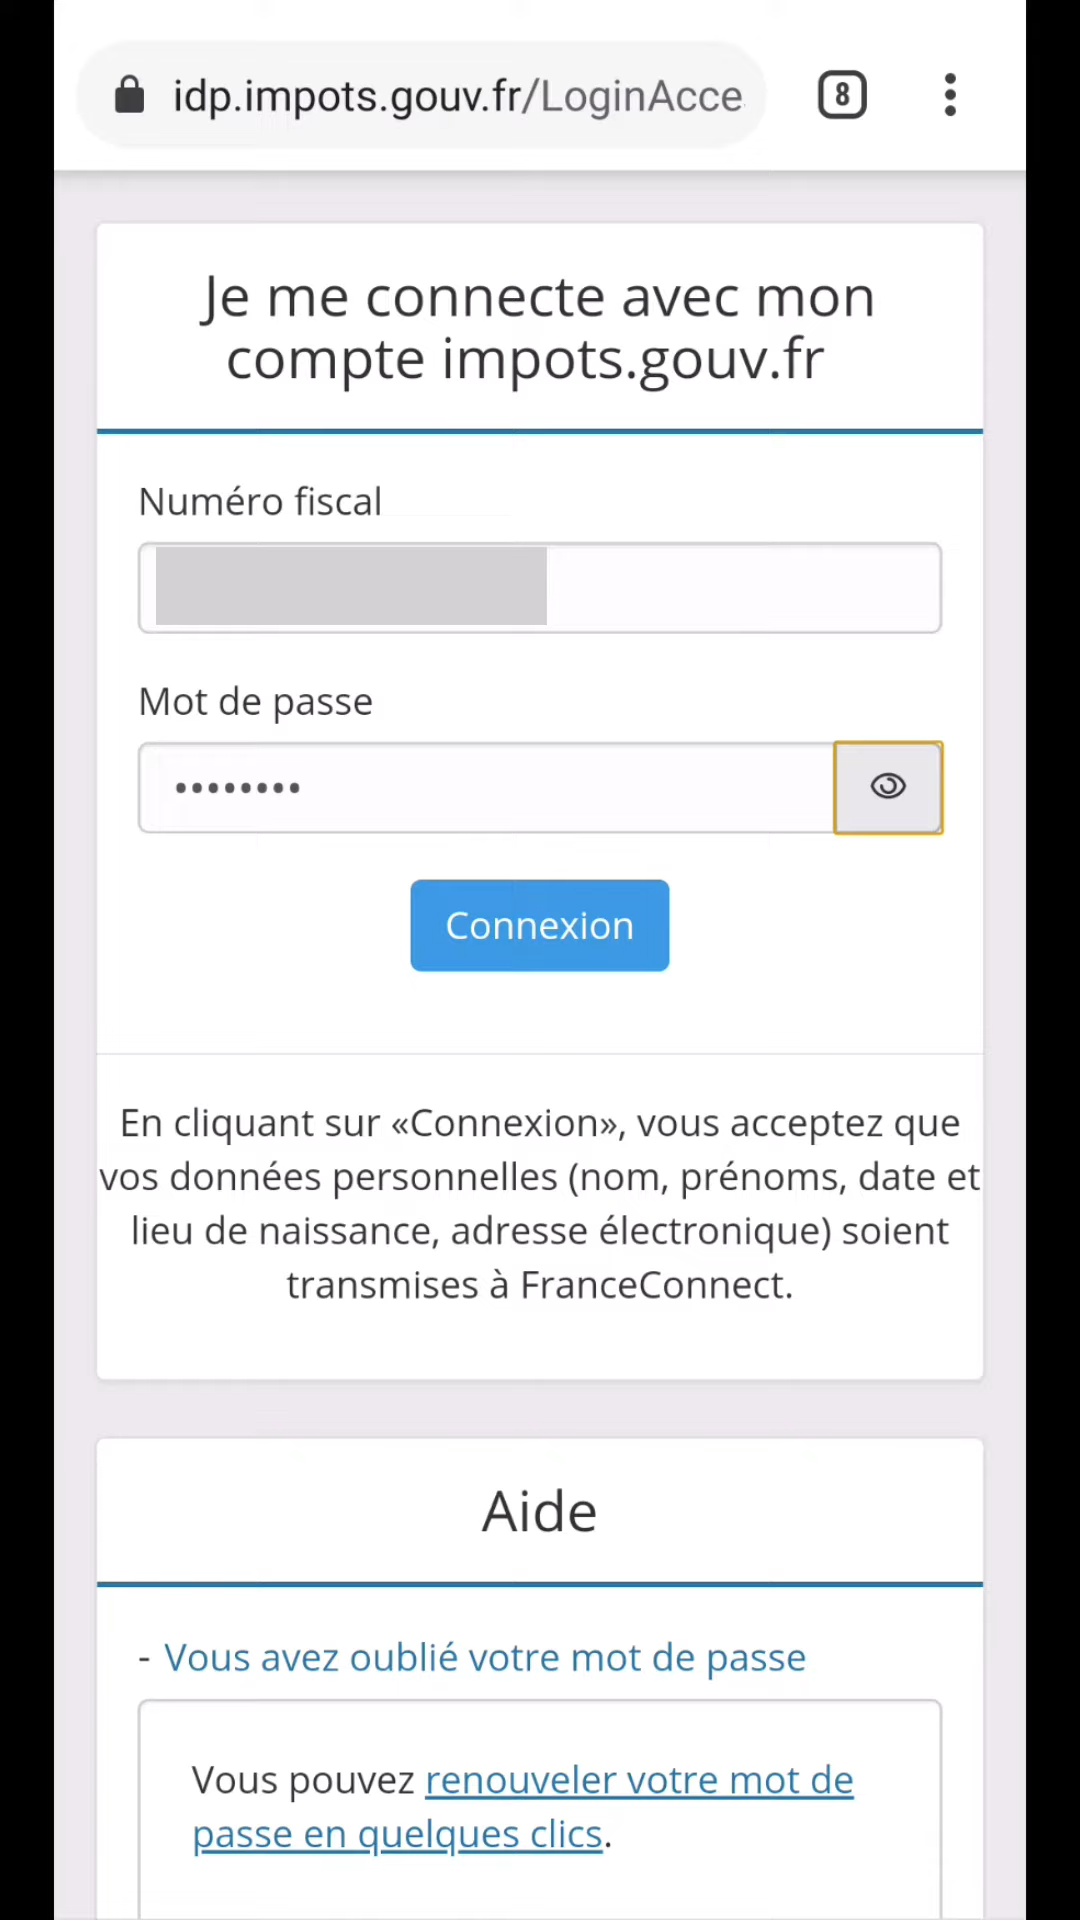 idp.impots.gouv.fr/LoginAcce
8
Je me connecte avec mon
compte impots.gouv.fr
Numéro fiscal
Mot de passe
••••••••
Connexion
En cliquant sur «Connexion», vous acceptez que
vos données personnelles (nom, prénoms, date et
lieu de naissance, adresse électronique) soient
transmises à FranceConnect.
Aide
- Vous avez oublié votre mot de passe
Vous pouvez renouveler votre mot de
passe en quelques clics.